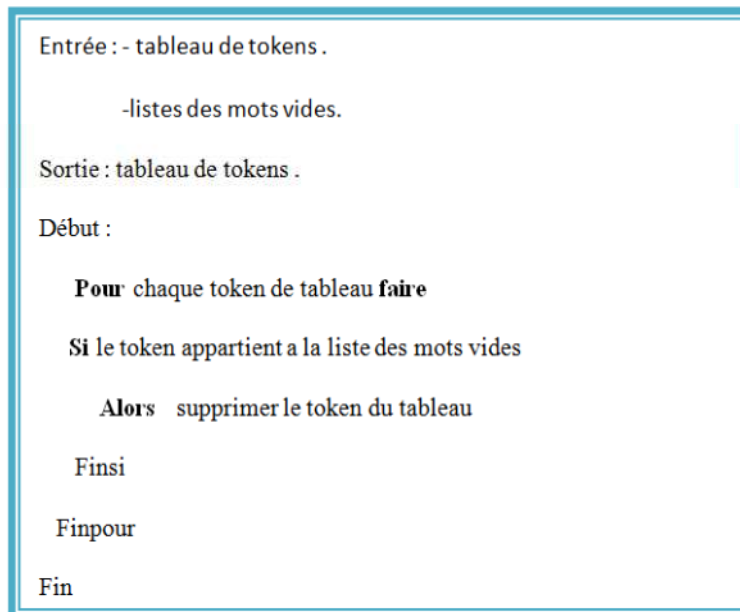 Entrée : - tableau de tokens .
-listes des mots vides.
Sortie : tableau de tokens .
Début :
Pour chaque token de tableau faire
Si le token appartient a la liste des mots vides
Alors supprimer le token du tableau
Finsi
Finpour
Fin